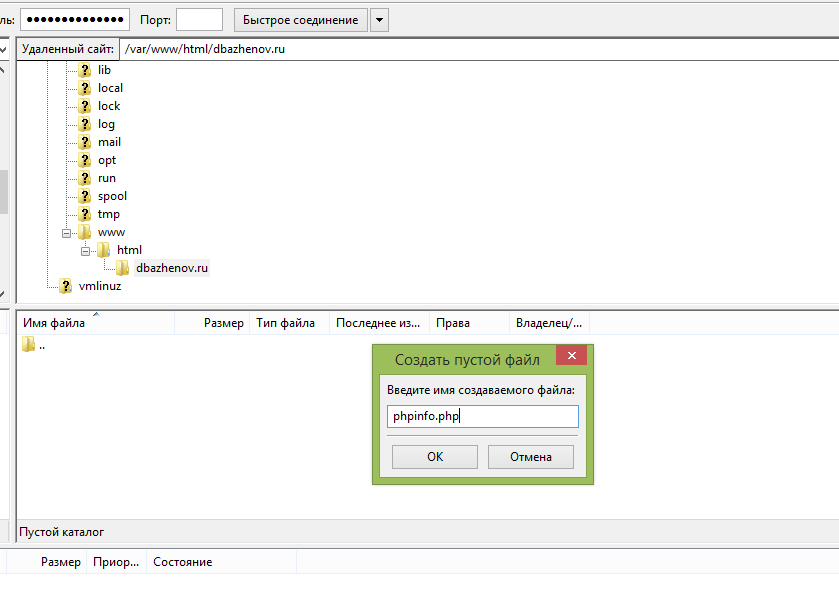 ль: ●●●●●●●●●●●●●● Порт: Быстрое соединение
Удаленный сайт: /var/www/html/dbazhenov.ru
lib
local
lock
log
mail
opt
run
spool
tmp
www
html
dbazhenov.ru
vmlinuz
Имя файла Размер Тип файла Последнее из... Права Владелец/...
..
Создать пустой файл
Введите имя создаваемого файла:
phpinfo.php
OK Отмена
Пустой каталог
Размер Приор... Состояние